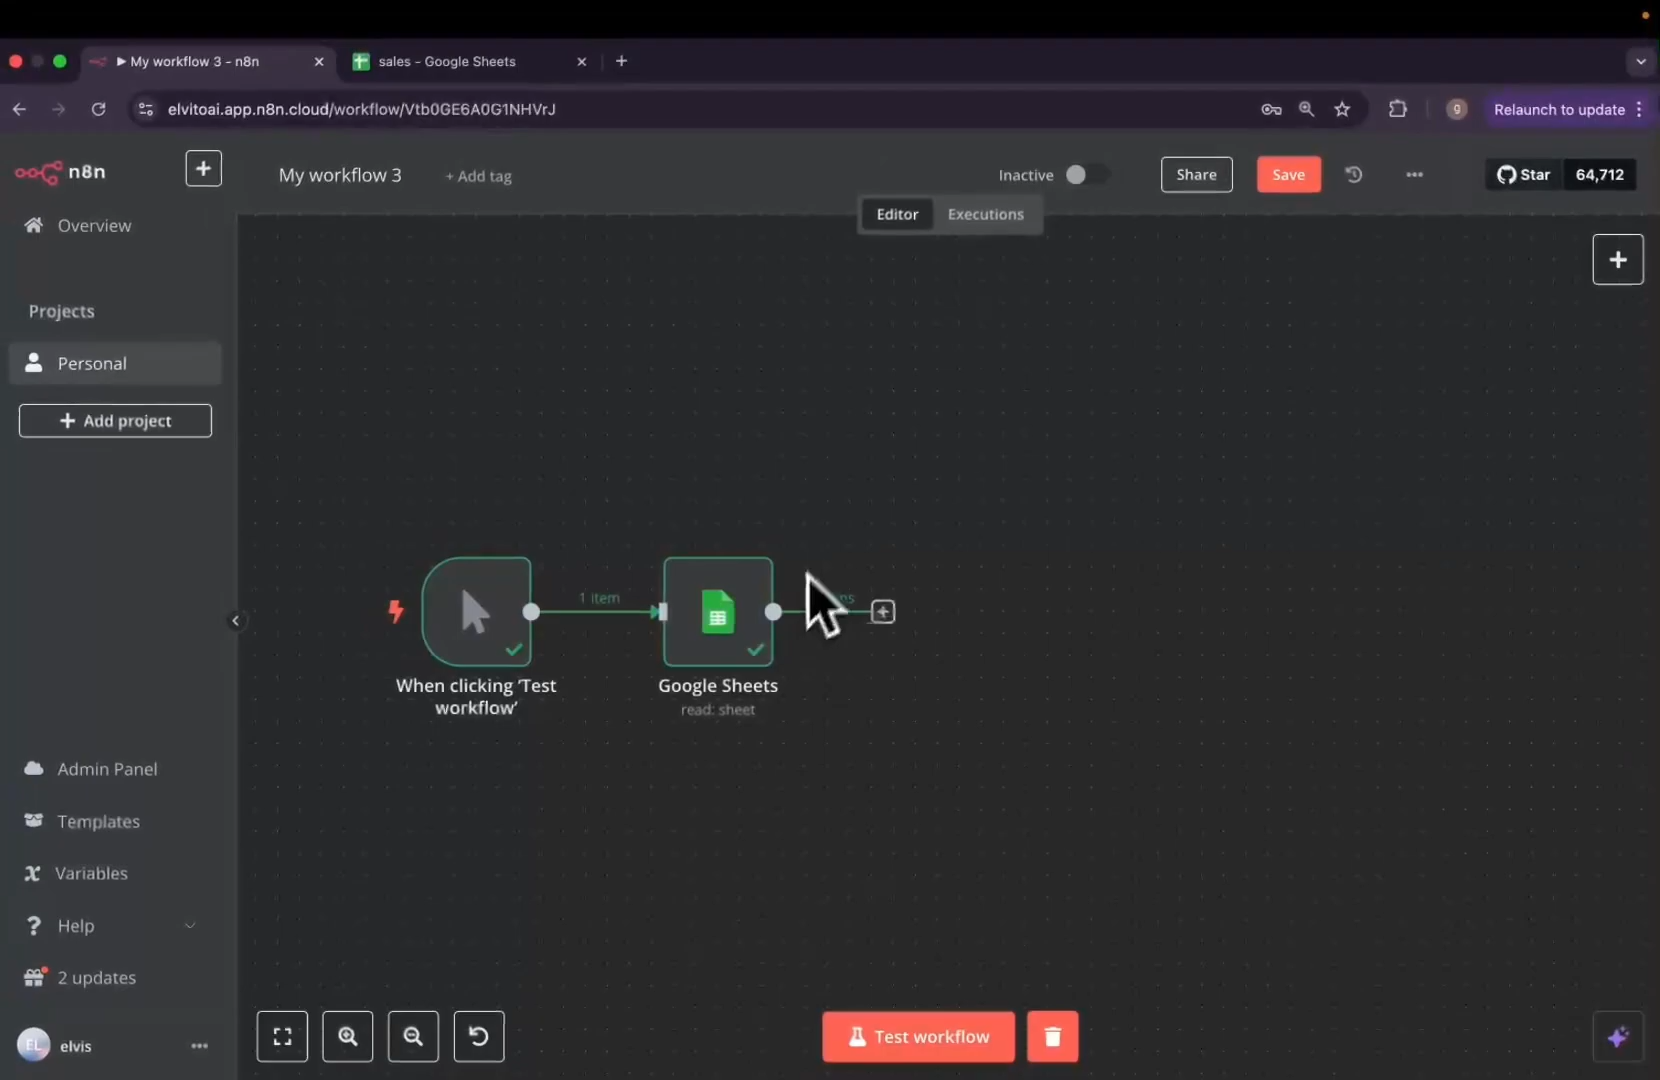 My workflow 3 - n8n
sales - Google Sheets
elvitoai.app.n8n.cloud/workflow/Vtb0GE6A0G1NHVrJ
g
Relaunch to update
n8n
My workflow 3
+ Add tag
Inactive
Share
Save
Star
64,712
Editor
Executions
Overview
Projects
Personal
Add project
1 item
When clicking ‘Test
workflow’
Google Sheets
read: sheet
Admin Panel
Templates
Variables
Help
2 updates
EL
elvis
Test workflow